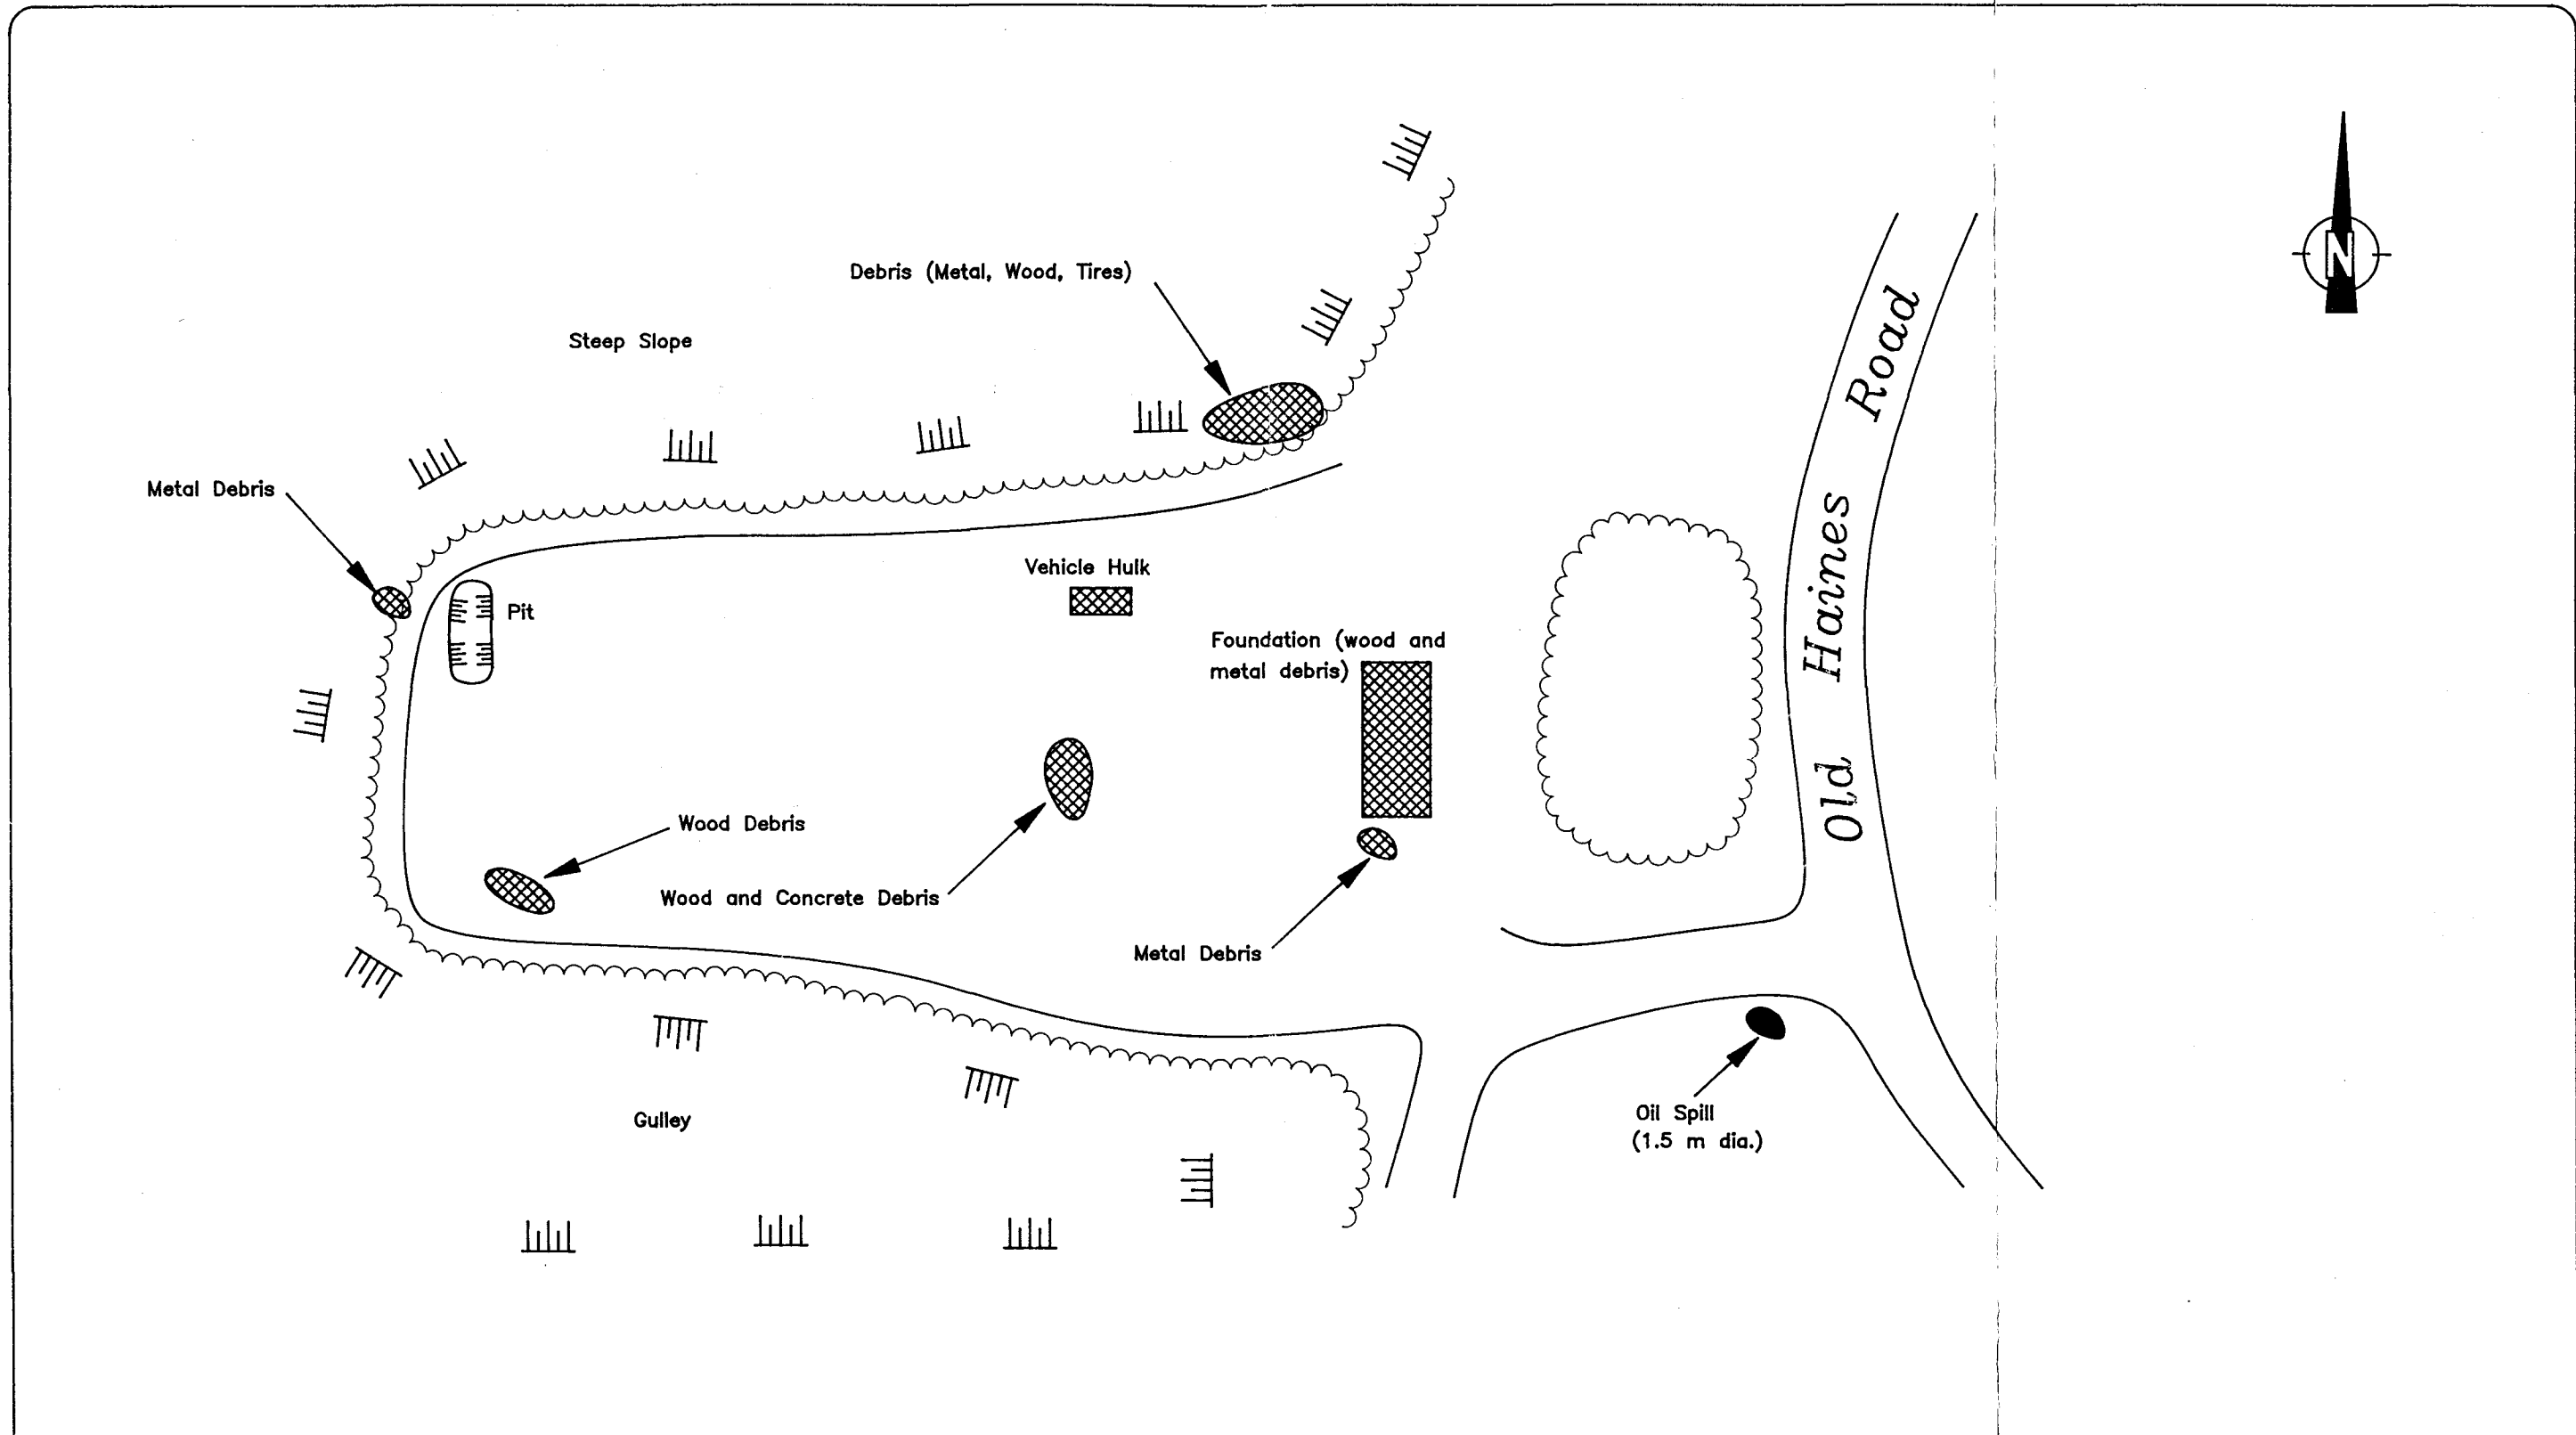 N
Debris (Metal, Wood, Tires)
Steep Slope
Metal Debris
Vehicle Hulk
Pit
Foundation (wood and
metal debris)
Old Haines Road
Wood Debris
Wood and Concrete Debris
Metal Debris
Oil Spill
(1.5 m dia.)
Gulley